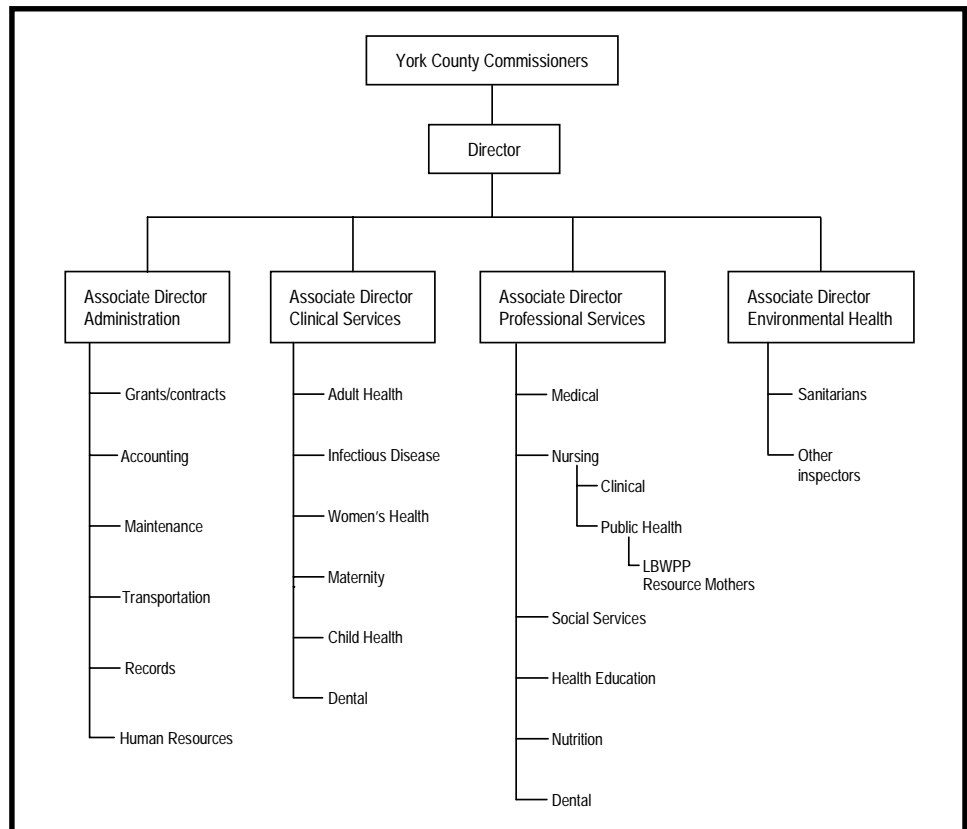 York County Commissioners
Director
Associate Director
Administration
Grants/contracts
Accounting
Maintenance
Transportation
Records
Human Resources
Associate Director
Clinical Services
Adult Health
Infectious Disease
Women's Health
Maternity
Child Health
Dental
Associate Director
Professional Services
Medical
Nursing
Clinical
Public Health
LBWPP
Resource Mothers
Social Services
Health Education
Nutrition
Dental
Associate Director
Environmental Health
Sanitarians
Other
inspectors